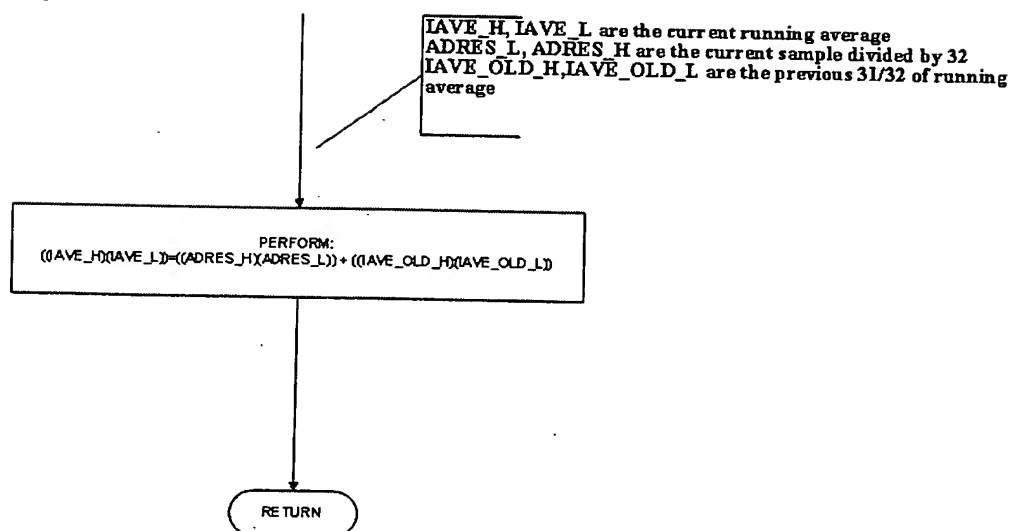 IAVE_H, IAVE_L are the current running average
ADRES_L, ADRES_H are the current sample divided by 32
IAVE_OLD_H,IAVE_OLD_L are the previous 31/32 of running
average
PERFORM:
((IAVE_H)(IAVE_L))=((ADRES_H)(ADRES_L)) + ((IAVE_OLD_H)(IAVE_OLD_L))
RETURN